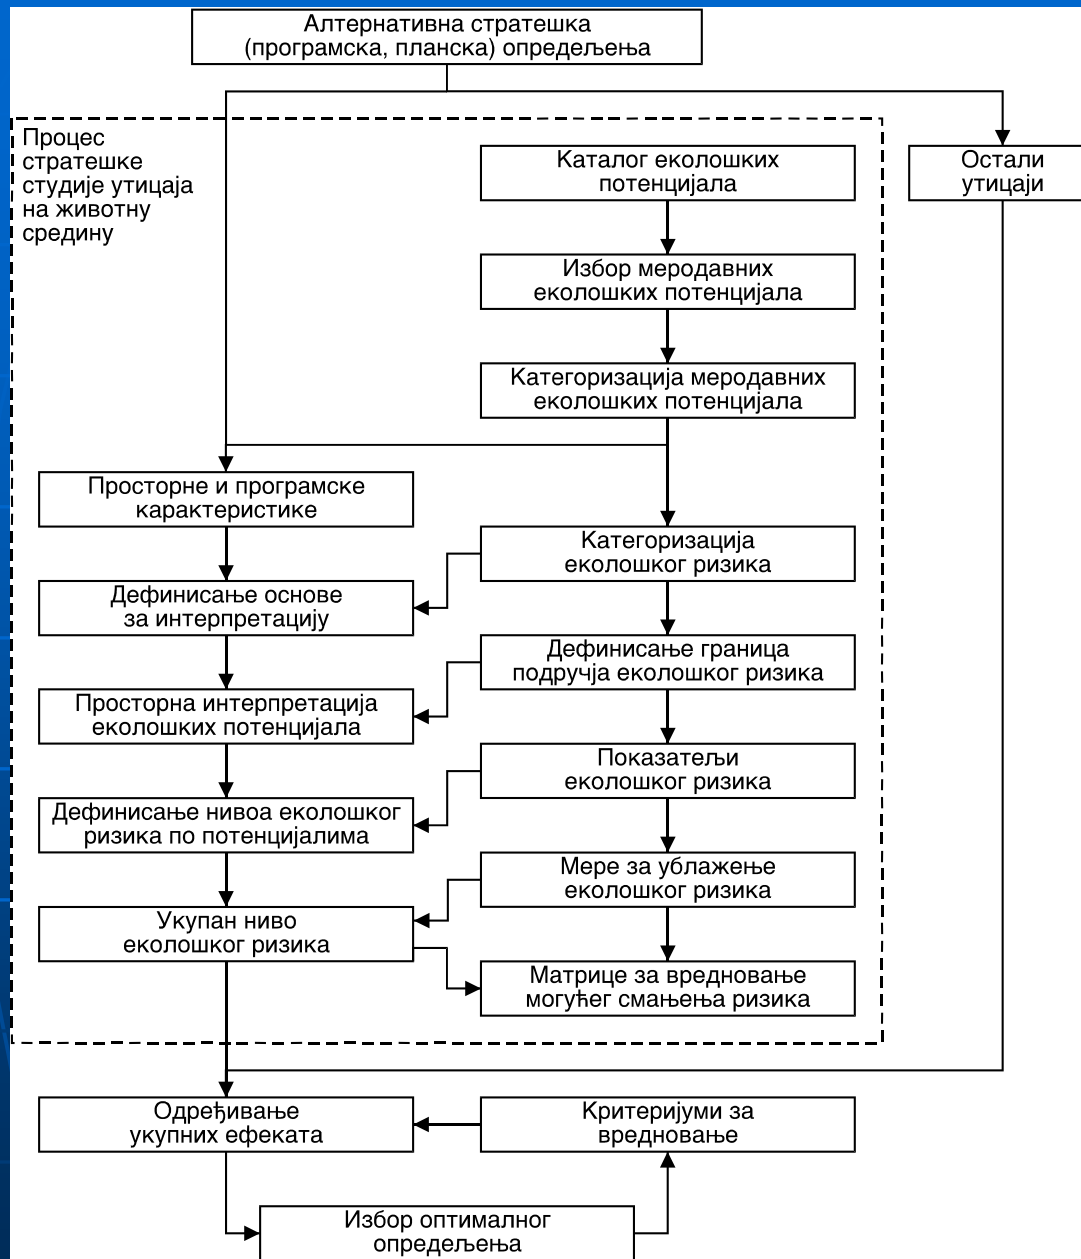 Алтернативна стратешка
(програмска, планска) опредељења
Процес
стратешке
студије утицаја
на животну
средину
Каталог еколошких
потенцијала
Остали
утицаји
Избор меродавних
еколошких потенцијала
Категоризација меродавних
еколошких потенцијала
Просторне и програмске
карактеристике
Категоризација
еколошког ризика
Дефинисање основе
за интерпретацију
Дефинисање граница
подручја еколошког ризика
Просторна интерпретација
еколошких потенцијала
Показатељи
еколошког ризика
Дефинисање нивоа еколошког
ризика по потенцијалима
Мере за ублажење
еколошког ризика
Укупан ниво
еколошког ризика
Матрице за вредновање
могућег смањења ризика
Одређивање
укупних ефеката
Критеријуми за
вредновање
Избор оптималног
опредељења